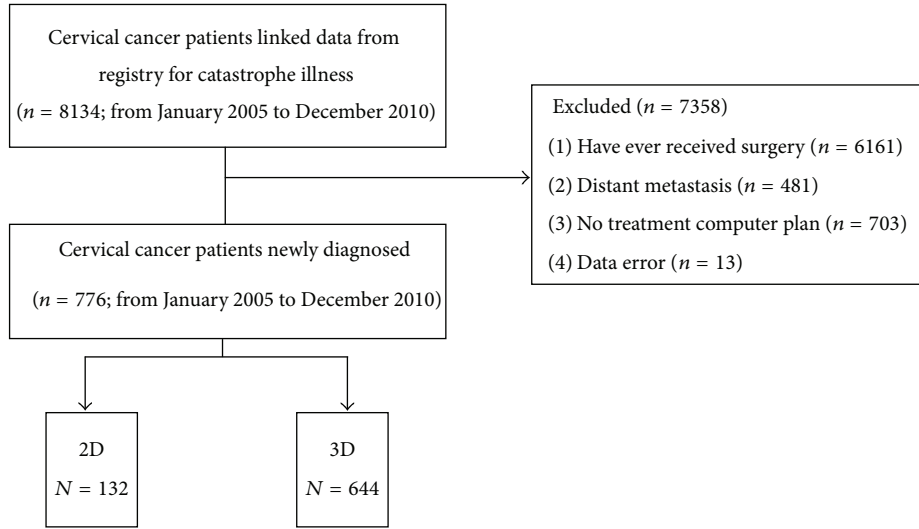 Cervical cancer patients linked data from
registry for catastrophe illness
(n = 8134; from January 2005 to December 2010)
Excluded (n = 7358)
(1) Have ever received surgery (n = 6161)
(2) Distant metastasis (n = 481)
(3) No treatment computer plan (n = 703)
(4) Data error (n = 13)
Cervical cancer patients newly diagnosed
(n = 776; from January 2005 to December 2010)
2D
N = 132
3D
N = 644